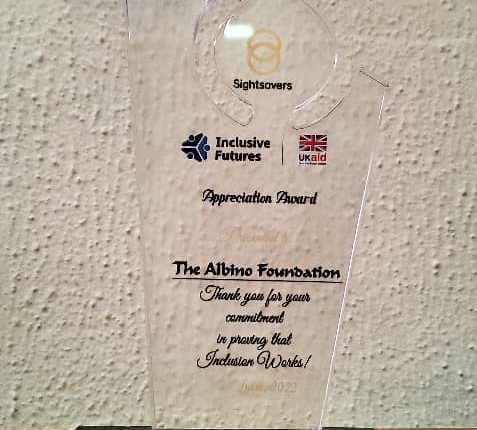 Sightsavers
Inclusive
Futures
UKaid
Appreciation Award
The Albino Foundation
Thank you for your
commitment
in proving that
Inclusion Works!
2022